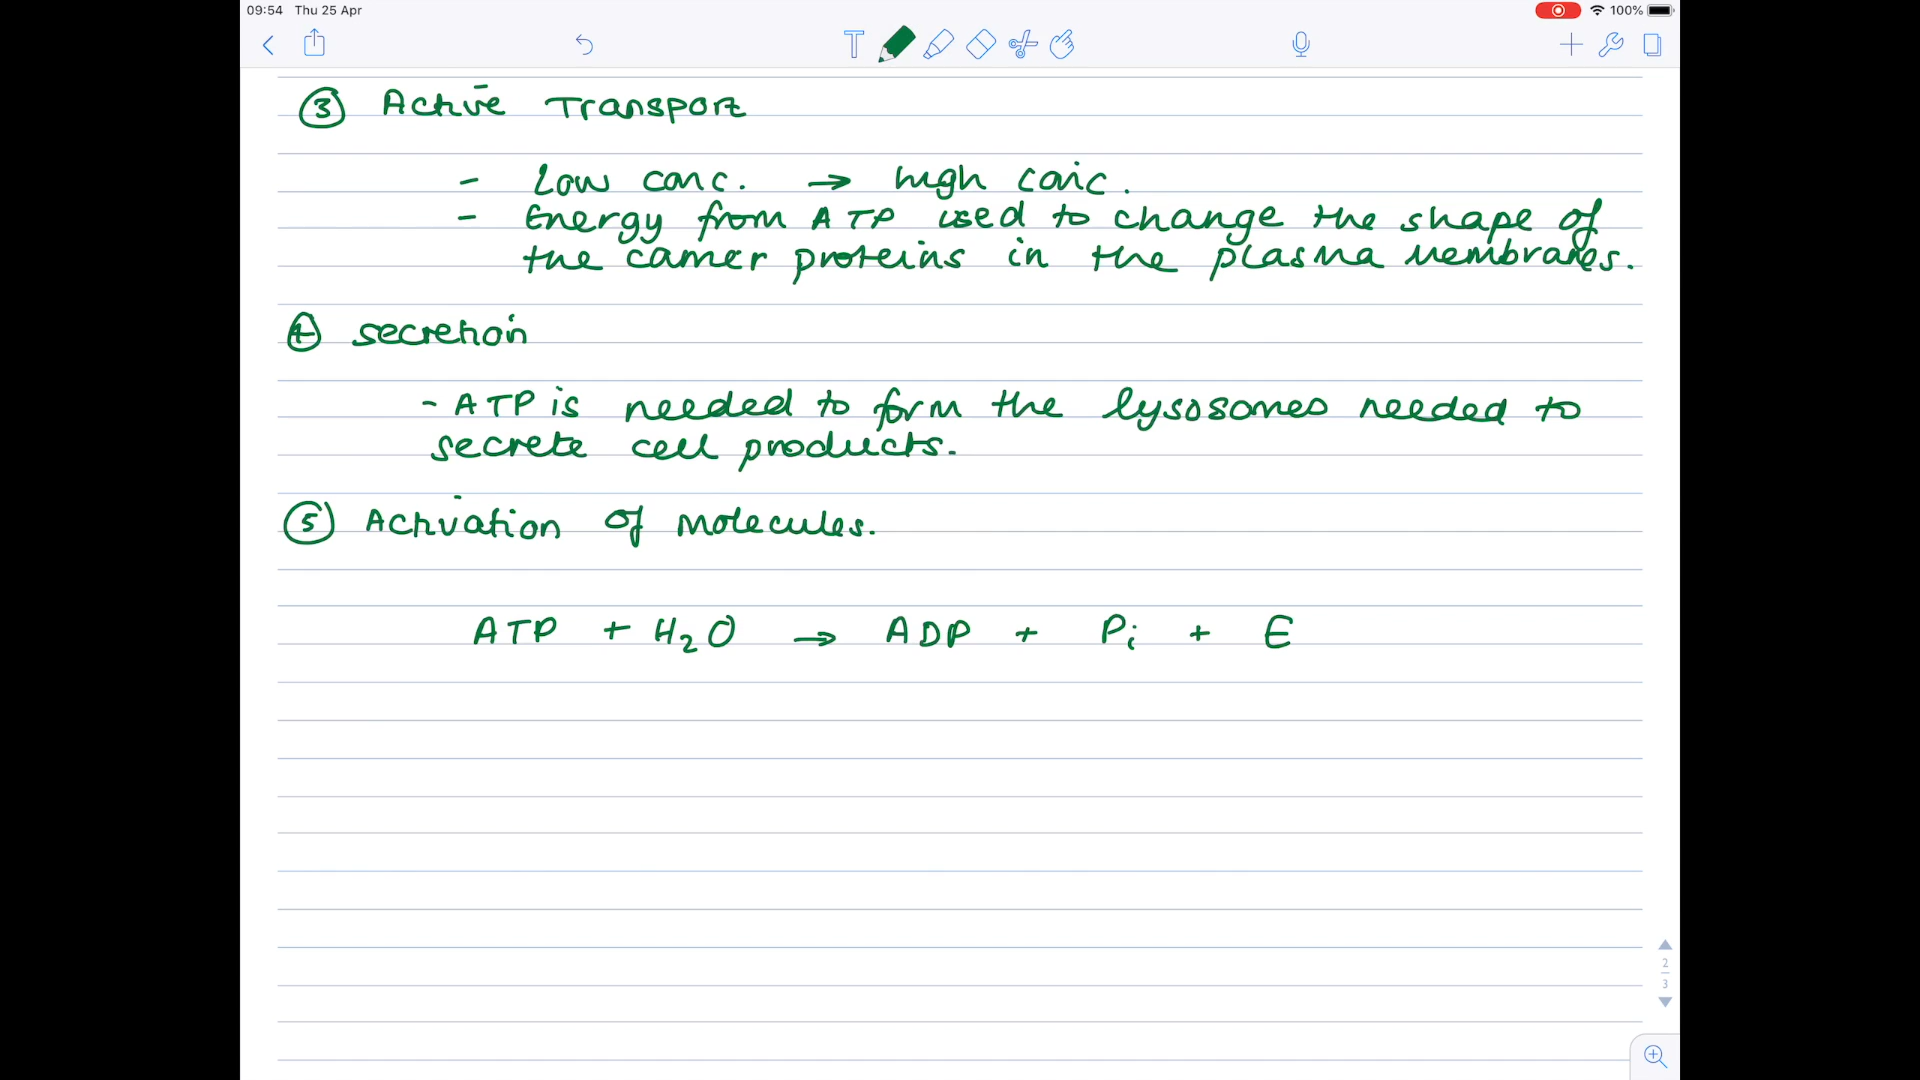 09:54 Thu 25 Apr
100%
T
③ Active Transport
- Low conc. → high conc.
- Energy from ATP used to change the shape of
the carrier proteins in the plasma membranes.
④ secretion
- ATP is needed to form the lysosomes needed to
secrete cell products.
⑤ Activation of molecules.
ATP + H₂O → ADP + Pi + E
2
3